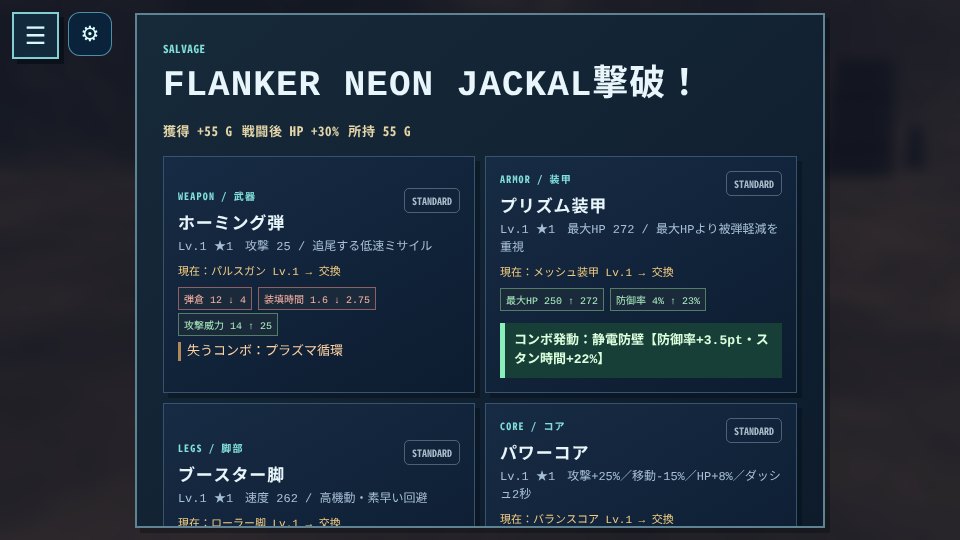 ☰ ⚙
SALVAGE
FLANKER NEON JACKAL撃破！
獲得 +55 G 戦闘後 HP +30% 所持 55 G
WEAPON / 武器
STANDARD
ホーミング弾
Lv.1 ★1 攻撃 25 / 追尾する低速ミサイル
現在：パルスガン Lv.1 → 交換
弾倉 12 ↓ 4
装填時間 1.6 ↓ 2.75
攻撃威力 14 ↑ 25
失うコンボ：プラズマ循環
ARMOR / 装甲
STANDARD
プリズム装甲
Lv.1 ★1 最大HP 272 / 最大HPより被弾軽減を
重視
現在：メッシュ装甲 Lv.1 → 交換
最大HP 250 ↑ 272
防御率 4% ↑ 23%
コンボ発動：静電防壁【防御率+3.5pt・ス
タン時間+22%】
LEGS / 脚部
STANDARD
ブースター脚
Lv.1 ★1 速度 262 / 高機動・素早い回避
現在：ローラー脚 Lv.1 → 交換
CORE / コア
STANDARD
パワーコア
Lv.1 ★1 攻撃+25%／移動-15%／HP+8%／ダッシ
ュ2秒
現在：バランスコア Lv.1 → 交換